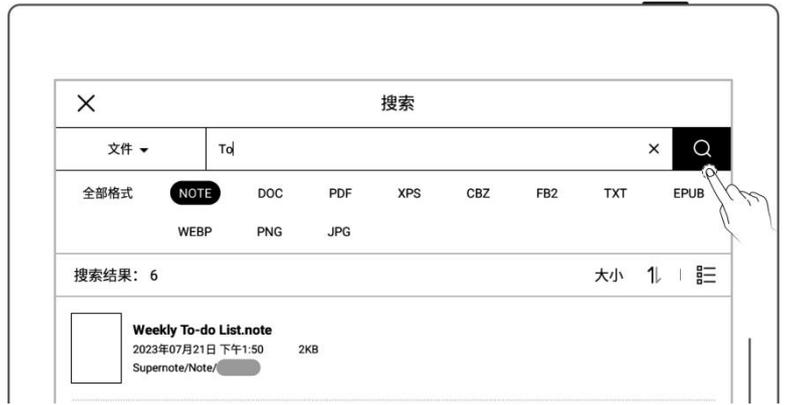 搜索
文件 To
全部格式 NOTE DOC PDF XPS CBZ FB2 TXT EPUB
WEBP PNG JPG
搜索结果： 6 大小
Weekly To-do List.note
2023年07月21日 下午1:50 2KB
Supernote/Note/